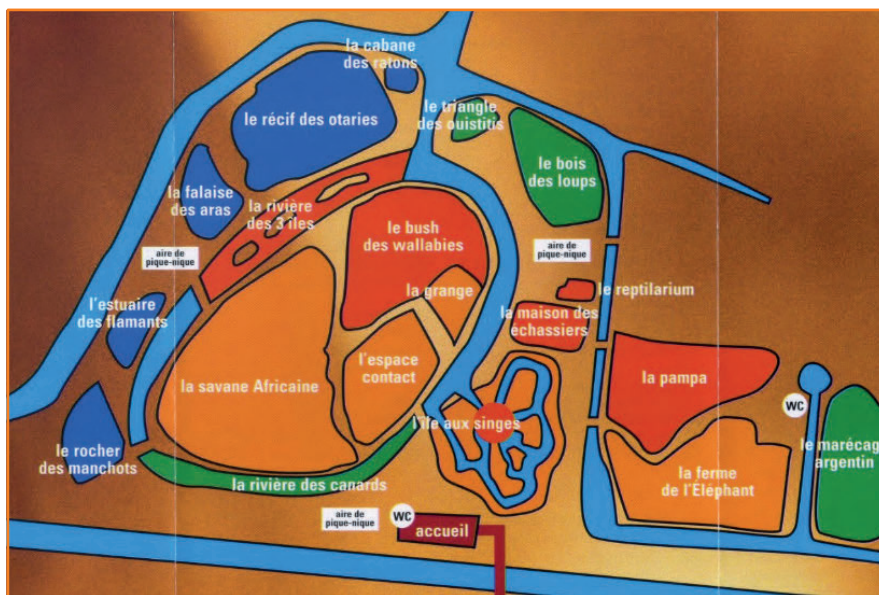 la cabane
des ratons
le récif des otaries
le triangle
des ouistitis
le bois
des loups
la falaise
des aras
la rivière
des 3 îles
le bush
des wallabies
aire de
pique-nique
aire de
pique-nique
la grange
le reptilarium
l'estuaire
des flamants
la maison des
échassiers
l'espace
contact
la savane Africaine
la pampa
WC
l'île aux singes
le rocher
des manchots
le marécag
argentin
la ferme
de l'Eléphant
la rivière des canards
aire de
pique-nique
WC
accueil